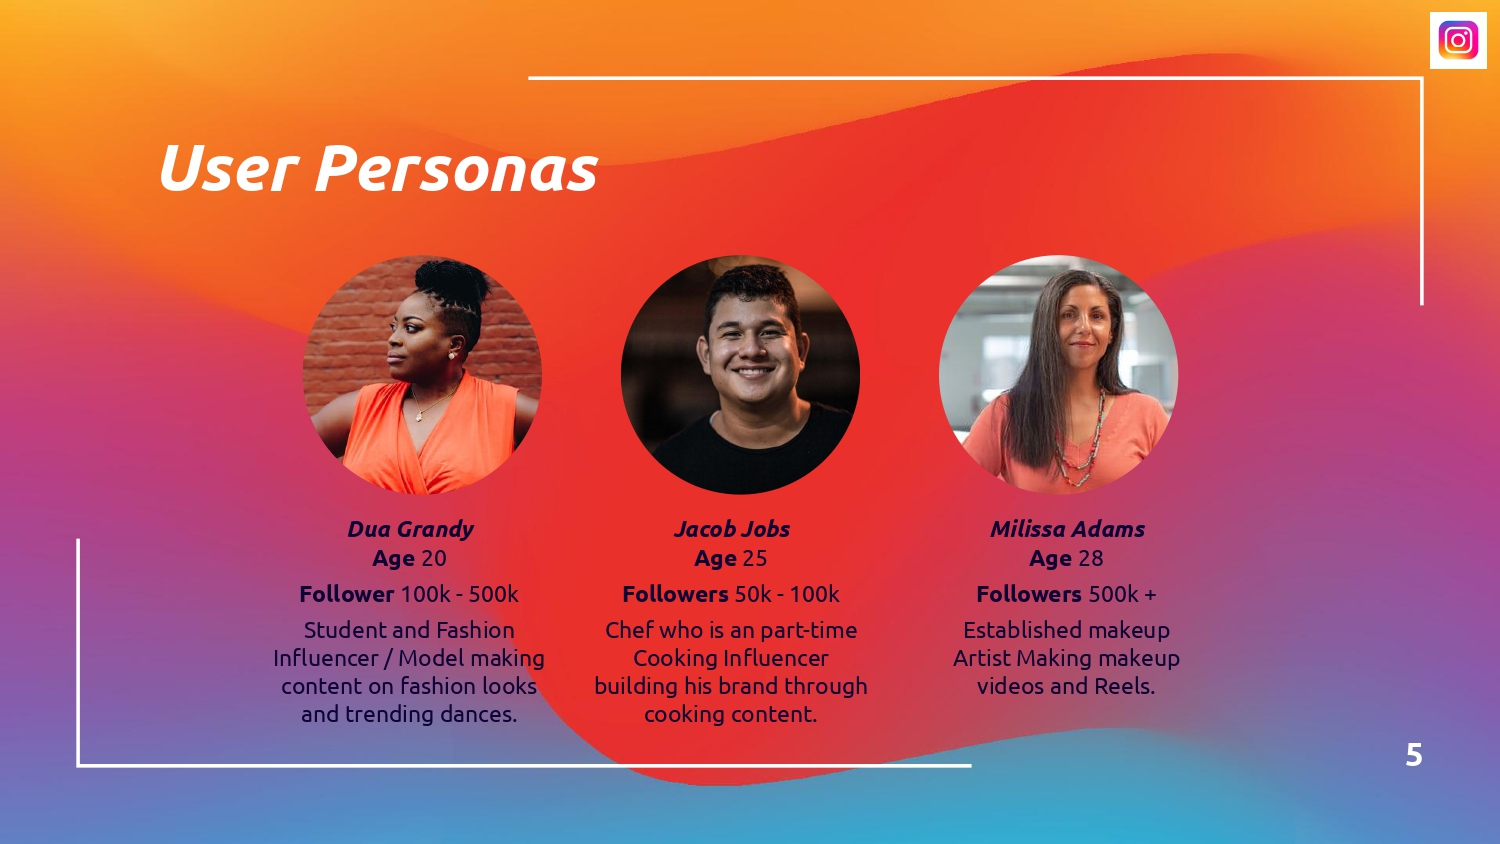 User Personas
Dua Grandy
Age 20
Follower 100k - 500k
Student and Fashion
Influencer / Model making
content on fashion looks
and trending dances.
Jacob Jobs
Age 25
Followers 50k - 100k
Chef who is an part-time
Cooking Influencer
building his brand through
cooking content.
Milissa Adams
Age 28
Followers 500k +
Established makeup
Artist Making makeup
videos and Reels.
5